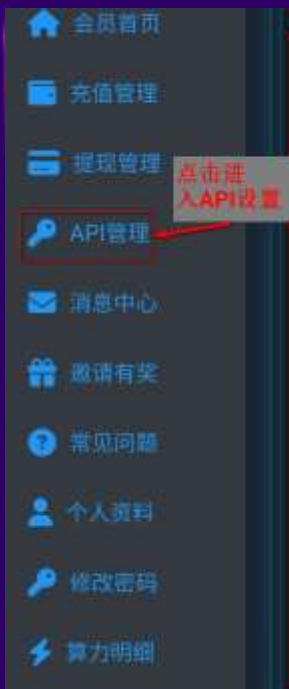 会员首页
充值管理
提现管理
点击进
入API设置
API管理
消息中心
邀请有奖
常见问题
个人资料
修改密码
算力明细